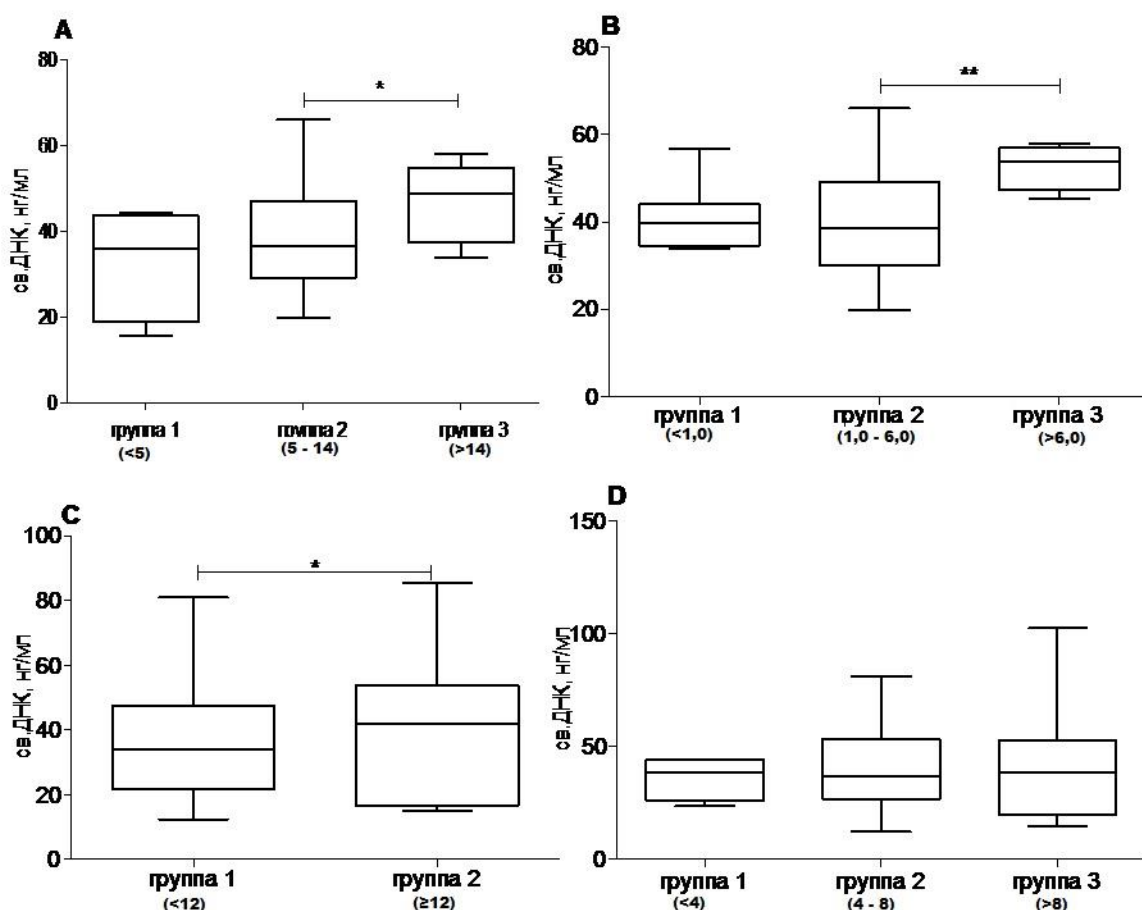 A
св.ДНК, нг/мл
80
60
40
20
0
*
группа 1
группа 2
группа 3
(<5)
(5 - 14)
(>14)
B
св.ДНК, нг/мл
80
60
40
20
0
**
группа 1
группа 2
группа 3
(<1,0)
(1,0 - 6,0)
(>6,0)
C
св.ДНК, нг/мл
100
80
60
40
20
0
*
группа 1
группа 2
(<12)
(≥12)
D
св.ДНК, нг/мл
150
100
50
0
группа 1
группа 2
группа 3
(<4)
(4 - 8)
(>8)